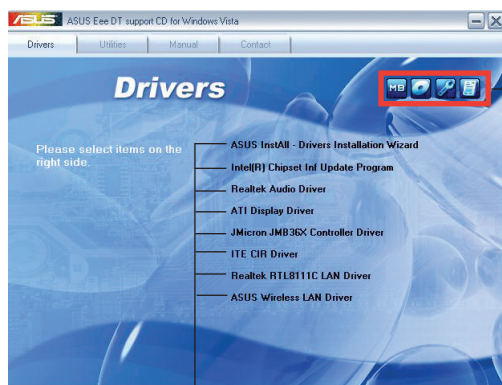 ASUS ASUS Eee DT support CD for Windows Vista
Drivers Utilities Manual Contact
Drivers
MB
Please select items on the
right side.
ASUS InstAll - Drivers Installation Wizard
Intel(R) Chipset Inf Update Program
Realtek Audio Driver
ATI Display Driver
JMicron JMB36X Controller Driver
ITE CIR Driver
Realtek RTL8111C LAN Driver
ASUS Wireless LAN Driver